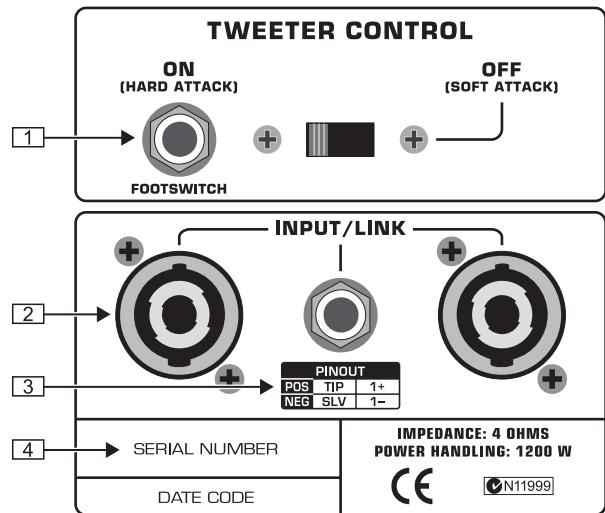 TWEETER CONTROL
ON
(HARD ATTACK)
OFF
(SOFT ATTACK)
1
FOOTSWITCH
INPUT/LINK
2
PINOUT
3
POS TIP 1+
NEG SLV 1–
4
SERIAL NUMBER
DATE CODE
IMPEDANCE: 4 OHMS
POWER HANDLING: 1200 W
CE
N11999